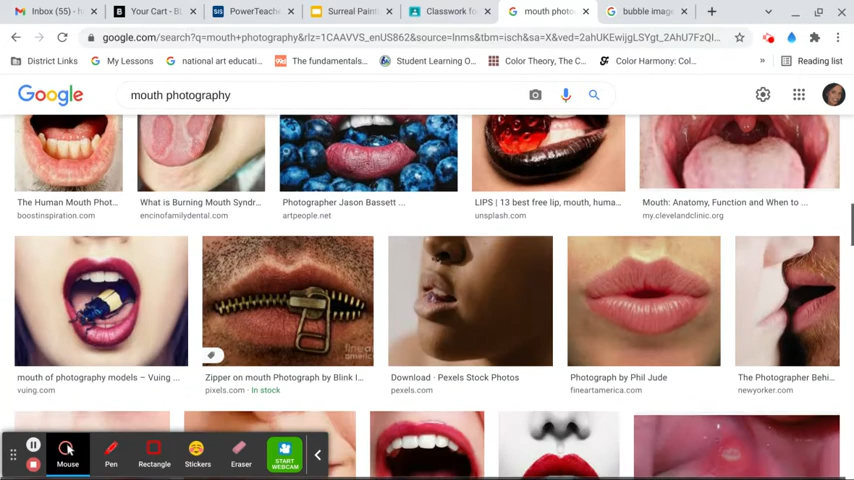 Inbox (55) - r
Your Cart - Bl
PowerTeache
Surreal Paint
Classwork fo
mouth photo
bubble image
google.com/search?q=mouth+photography&rlz=1CAAVVS_enUS862&source=lnms&tbm=isch&sa=X&ved=2ahUKEwijgLSYgt_2AhU7FzQI...
District Links
My Lessons
national art educati...
The fundamentals...
Student Learning O...
Color Theory, The C...
Color Harmony: Col...
»
Reading list
Google
mouth photography
The Human Mouth Phot...
What is Burning Mouth Syndr...
Photographer Jason Bassett ...
LIPS | 13 best free lip, mouth, huma...
Mouth: Anatomy, Function and When to ...
boostinspiration.com
encinofamilydental.com
artpeople.net
unsplash.com
my.clevelandclinic.org
fine art
america
mouth of photography models – Vuing ...
Zipper on mouth Photograph by Blink I...
Download · Pexels Stock Photos
Photograph by Phil Jude
The Photographer Behi...
vuing.com
pixels.com · In stock
pexels.com
fineartamerica.com
newyorker.com
Mouse
Pen
Rectangle
Stickers
Eraser
START
WEBCAM